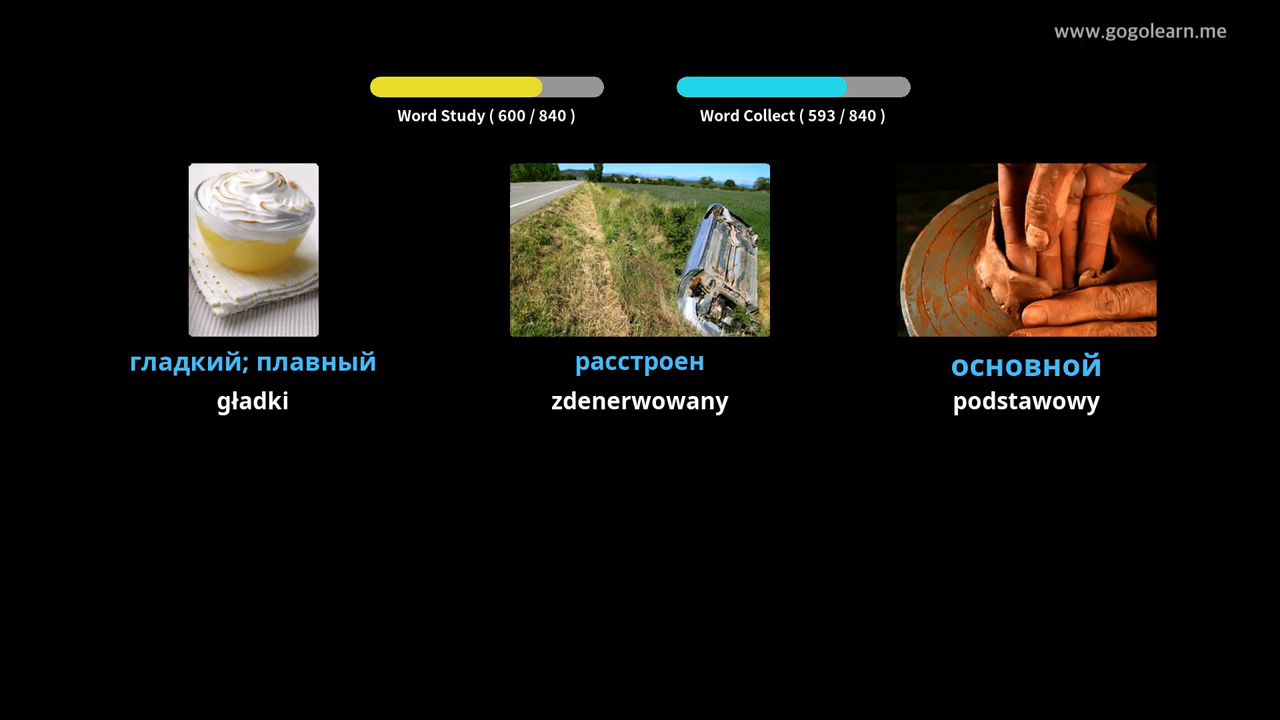 www.gogolearn.me
Word Study ( 600 / 840 )
Word Collect ( 593 / 840 )
гладкий; плавный
gładki
расстроен
zdenerwowany
основной
podstawowy